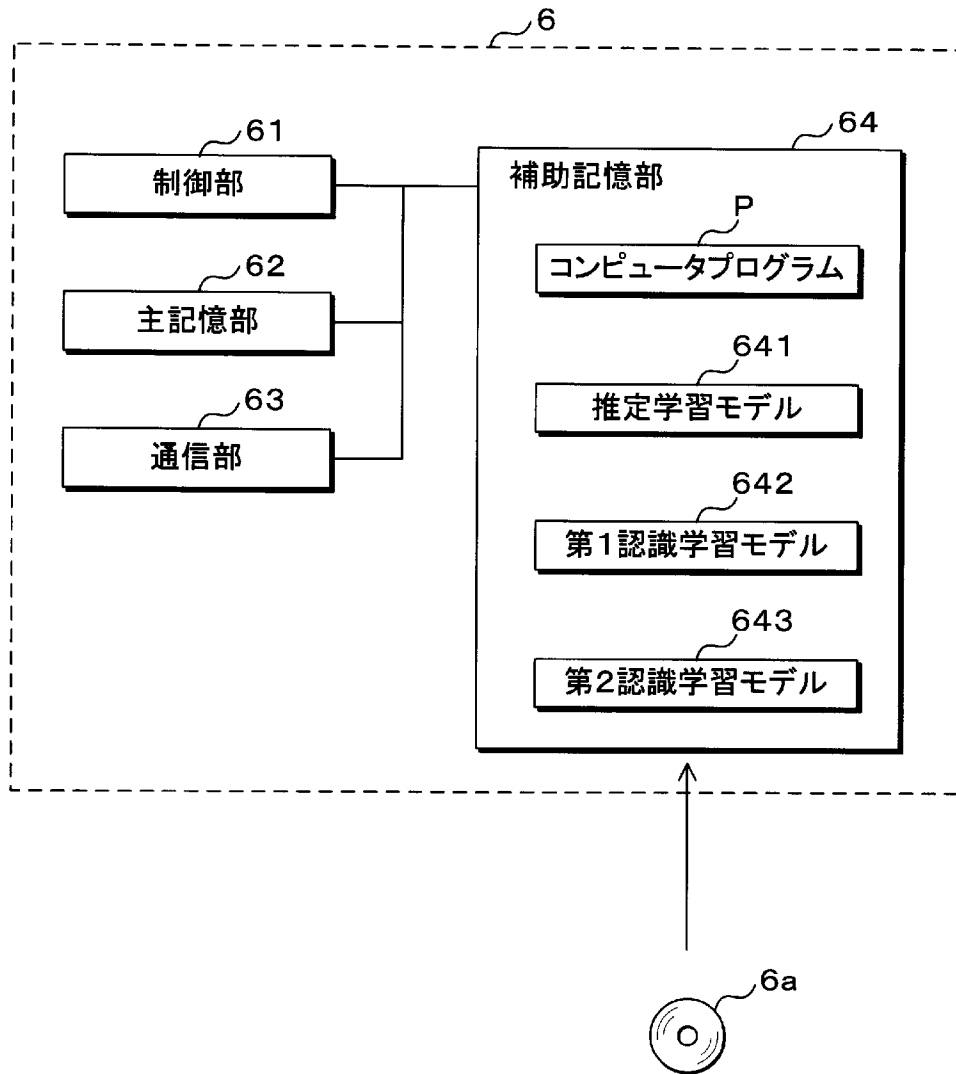 6
61
制御部
62
主記憶部
63
通信部
64
補助記憶部
P
コンピュータプログラム
641
推定学習モデル
642
第1認識学習モデル
643
第2認識学習モデル
6a